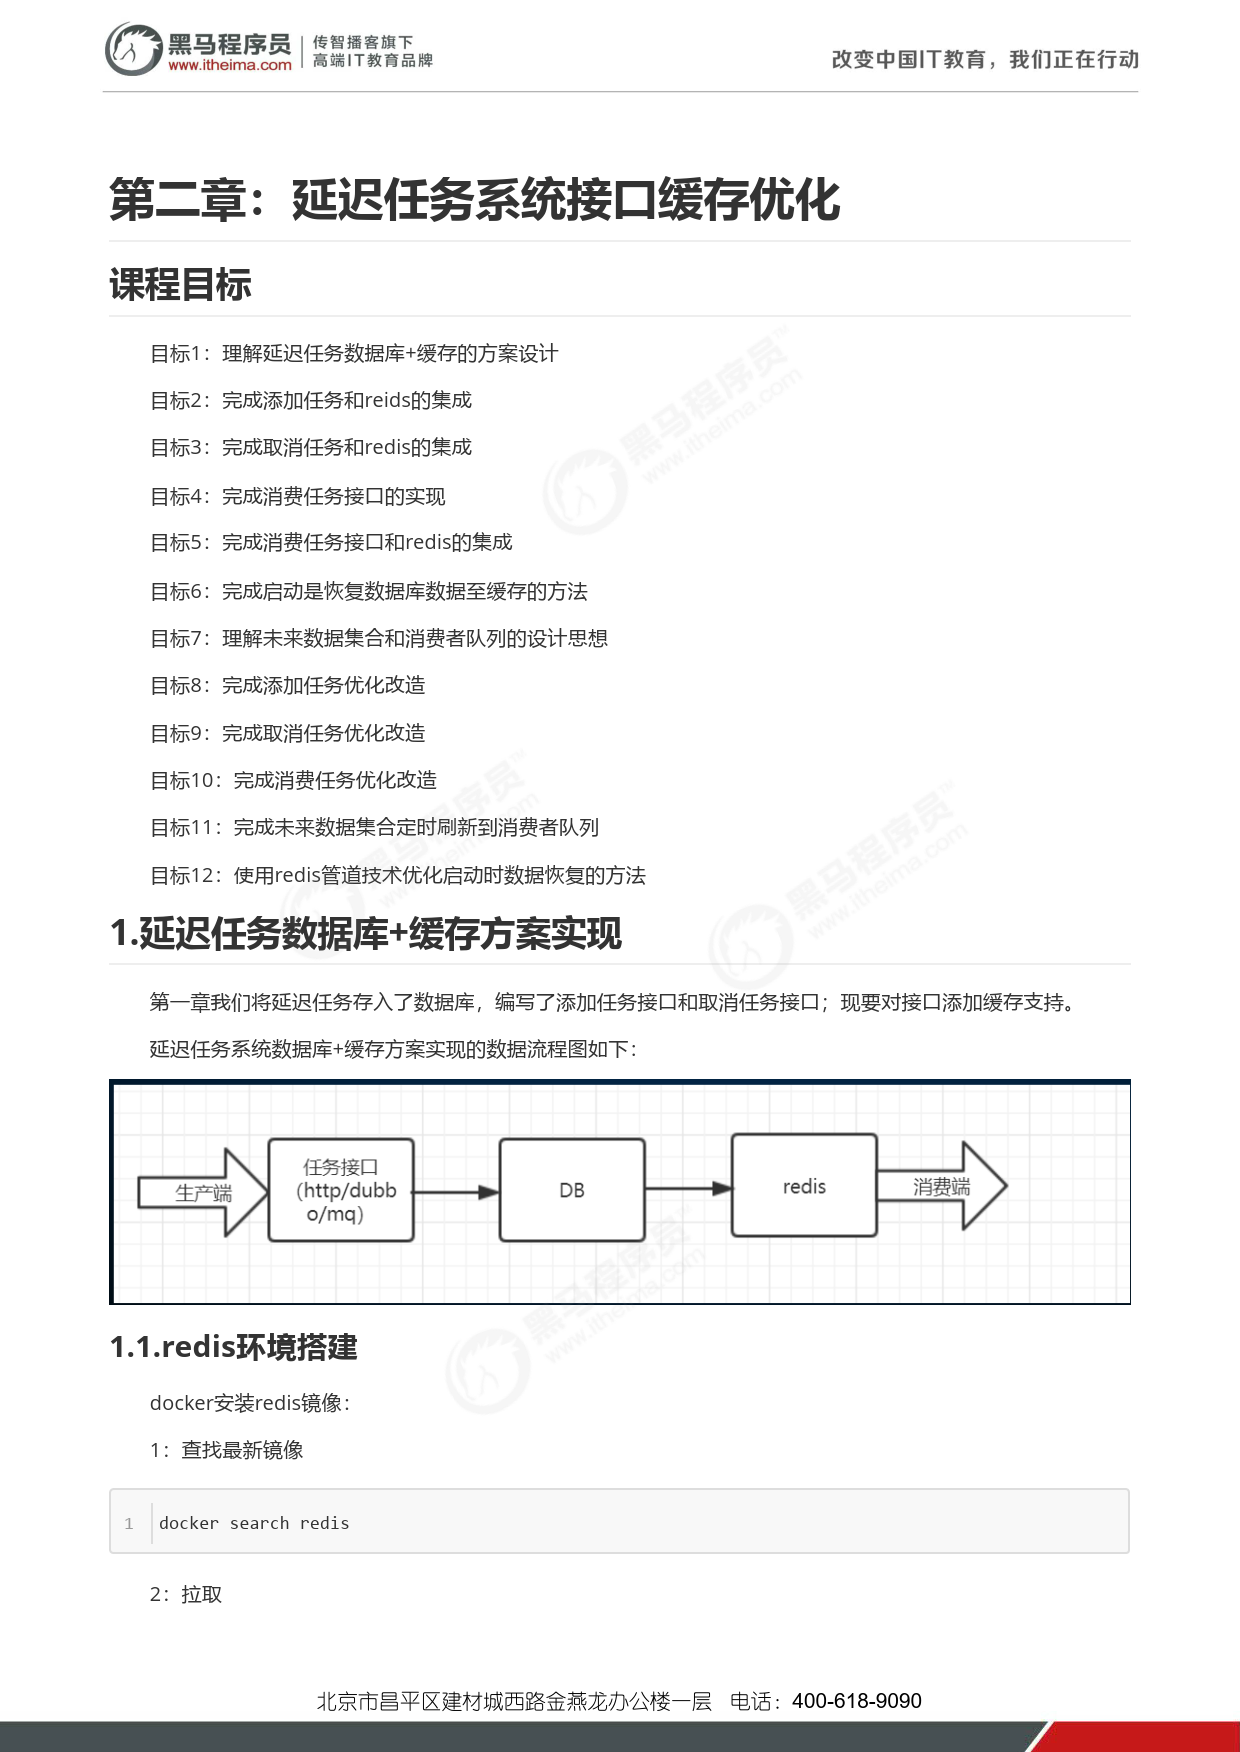 黑马程序员 传智播客旗下
www.itheima.com 高端IT教育品牌
改变中国IT教育，我们正在行动
第二章：延迟任务系统接口缓存优化
课程目标
目标1：理解延迟任务数据库+缓存的方案设计
目标2：完成添加任务和reids的集成
目标3：完成取消任务和redis的集成
目标4：完成消费任务接口的实现
目标5：完成消费任务接口和redis的集成
目标6：完成启动是恢复数据库数据至缓存的方法
目标7：理解未来数据集合和消费者队列的设计思想
目标8：完成添加任务优化改造
目标9：完成取消任务优化改造
目标10：完成消费任务优化改造
目标11：完成未来数据集合定时刷新到消费者队列
目标12：使用redis管道技术优化启动时数据恢复的方法
1.延迟任务数据库+缓存方案实现
第一章我们将延迟任务存入了数据库，编写了添加任务接口和取消任务接口；现要对接口添加缓存支持。
延迟任务系统数据库+缓存方案实现的数据流程图如下：
生产端
任务接口
（http/dubb
o/mq）
DB
redis
消费端
1.1.redis环境搭建
docker安装redis镜像：
1：查找最新镜像
1 docker search redis
2：拉取
北京市昌平区建材城西路金燕龙办公楼一层 电话：400-618-9090